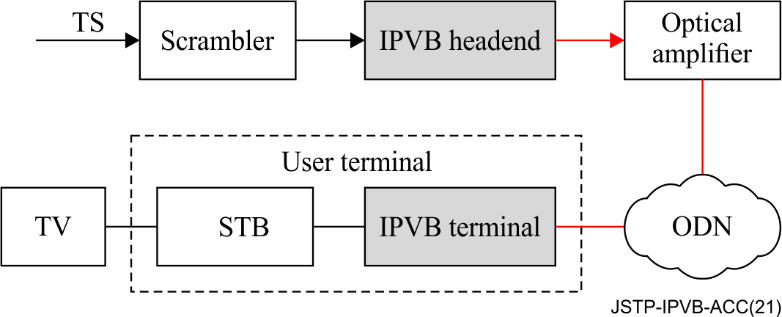 TS
Scrambler
IPVB headend
Optical
amplifier
User terminal
TV
STB
IPVB terminal
ODN
JSTP-IPVB-ACC(21)